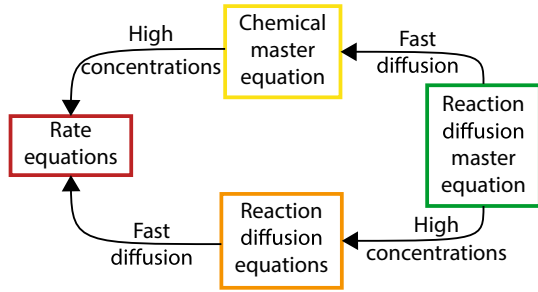 Chemical
master
equation
High
concentrations
Fast
diffusion
Rate
equations
Reaction
diffusion
master
equation
Reaction
diffusion
equations
Fast
diffusion
High
concentrations